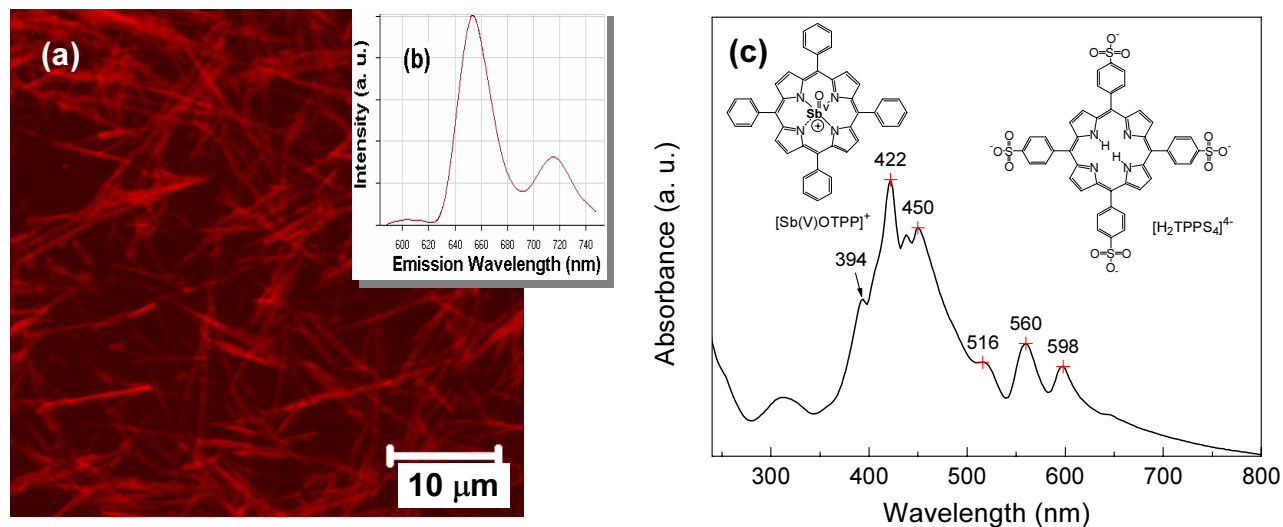 (a)
10 μm
(b)
Intensity (a. u.)
600 620 640 660 680 700 720 740
Emission Wavelength (nm)
(c)
Absorbance (a. u.)
O
V
N N
Sb
+
N N
[Sb(V)OTPP]+
O-
O S O
N N
H
O O
-O S S O-
O O
H
N N
O S O
O-
[H2TPPS4]4-
422
450
394
516
560
598
300 400 500 600 700 800
Wavelength (nm)